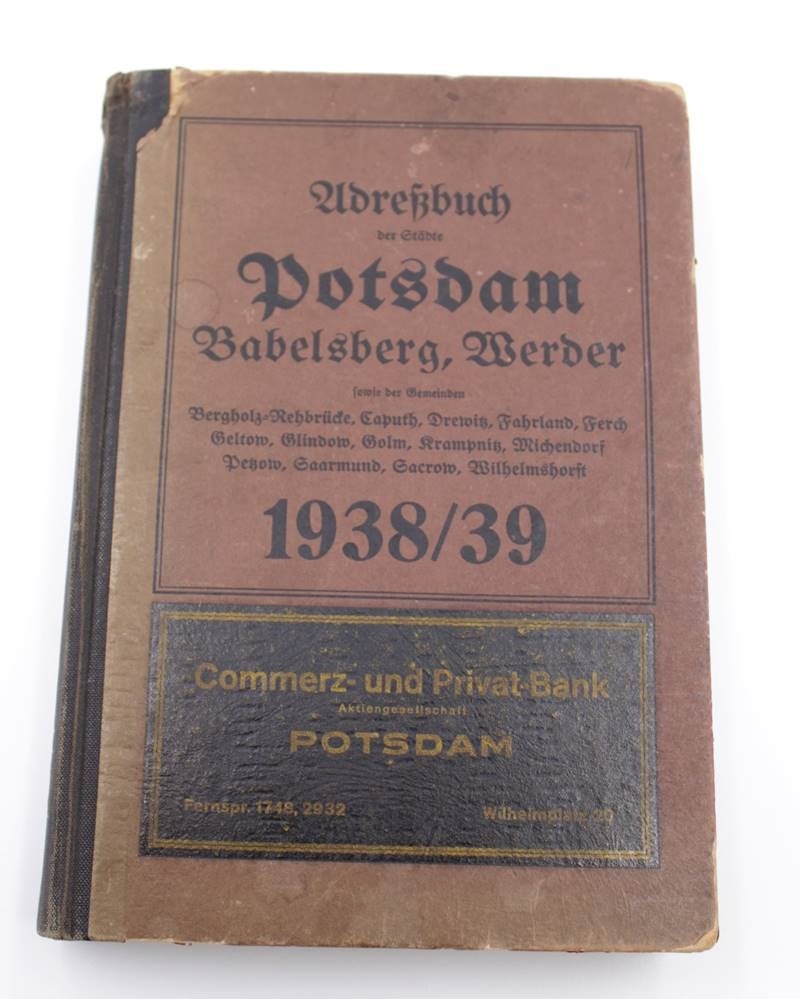 Adreßbuch
der Städte
Potsdam
Babelsberg, Werder
sowie der Gemeinden
Bergholz-Rehbrücke, Caputh, Drewitz, Fahrland, Ferch
Geltow, Glindow, Golm, Krampnitz, Michendorf
Petzow, Saarmund, Sacrow, Wilhelmshorst
1938/39
Commerz- und Privat-Bank
Aktiengesellschaft
POTSDAM
Fernspr. 1748, 2932
Wilhelmplatz 20